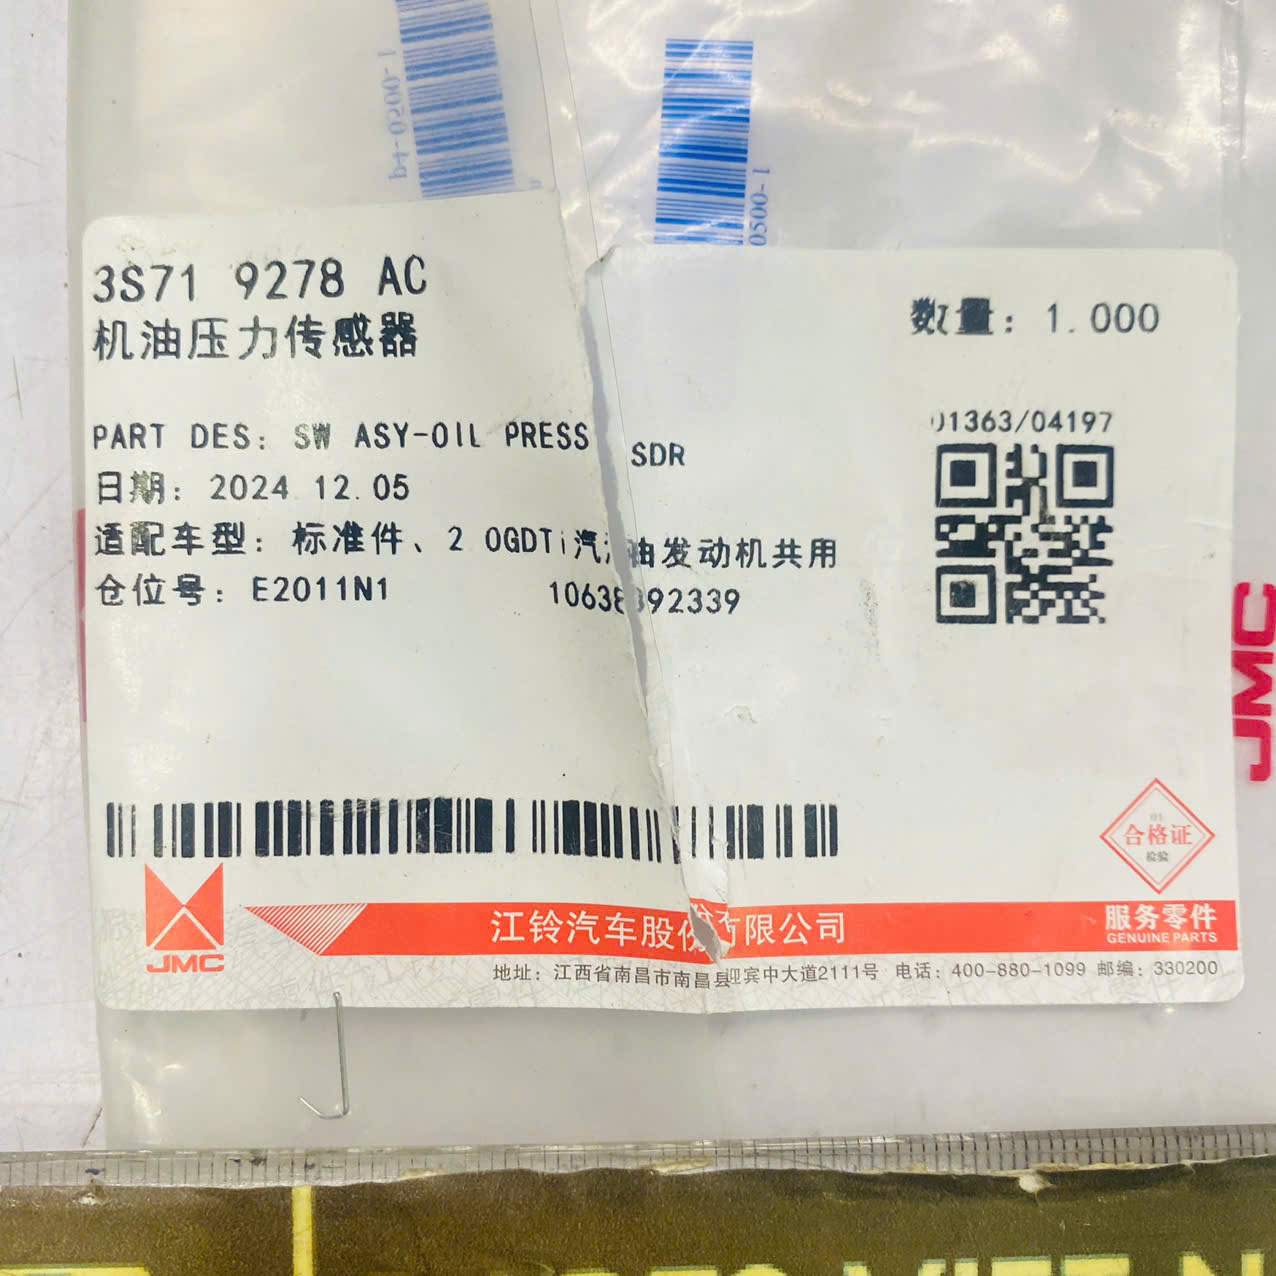 3S71 9278 AC
机油压力传感器
数量: 1.000
PART DES: SW ASY-OIL PRESS SDR
01363/04197
日期: 2024.12.05
适配车型: 标准件、2.0GDTi汽油发动机共用
仓位号: E2011N1 10638392339
合格证
检验
JMC
江铃汽车股份有限公司
服务零件
GENUINE PARTS
地址：江西省南昌市南昌县迎宾中大道2111号 电话：400-880-1099 邮编：330200
JMC